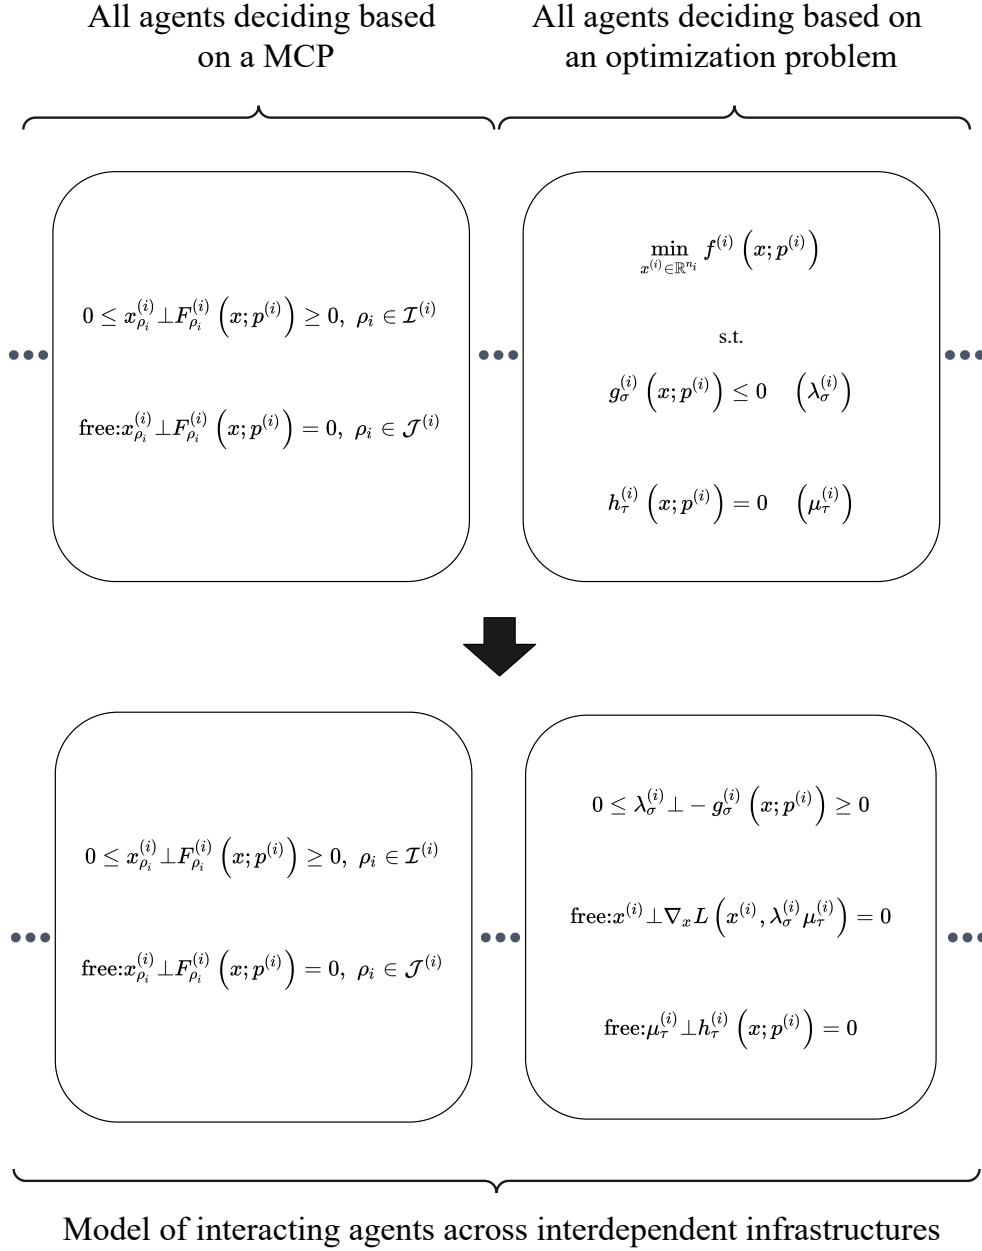 All agents deciding based
on a MCP
All agents deciding based on
an optimization problem
0 ≤ x_{ρ_i}^{(i)} ⊥ F_{ρ_i}^{(i)} (x; p^{(i)}) ≥ 0, ρ_i ∈ 𝓘^{(i)}
free: x_{ρ_i}^{(i)} ⊥ F_{ρ_i}^{(i)} (x; p^{(i)}) = 0, ρ_i ∈ 𝓙^{(i)}
min_{x^{(i)} ∈ ℝ^{n_i}} f^{(i)} (x; p^{(i)})
s.t.
g_σ^{(i)} (x; p^{(i)}) ≤ 0 (λ_σ^{(i)})
h_τ^{(i)} (x; p^{(i)}) = 0 (μ_τ^{(i)})
0 ≤ x_{ρ_i}^{(i)} ⊥ F_{ρ_i}^{(i)} (x; p^{(i)}) ≥ 0, ρ_i ∈ 𝓘^{(i)}
free: x_{ρ_i}^{(i)} ⊥ F_{ρ_i}^{(i)} (x; p^{(i)}) = 0, ρ_i ∈ 𝓙^{(i)}
0 ≤ λ_σ^{(i)} ⊥ − g_σ^{(i)} (x; p^{(i)}) ≥ 0
free: x^{(i)} ⊥ ∇_x L (x^{(i)}, λ_σ^{(i)} μ_τ^{(i)}) = 0
free: μ_τ^{(i)} ⊥ h_τ^{(i)} (x; p^{(i)}) = 0
Model of interacting agents across interdependent infrastructures